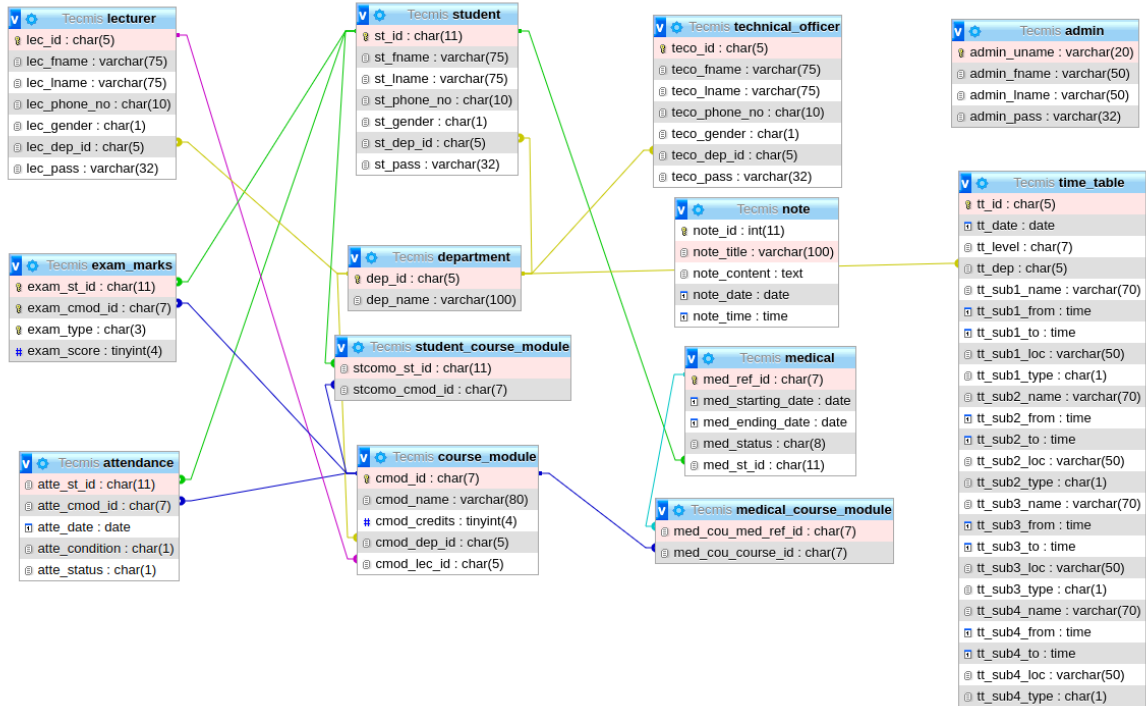 Tecmis lecturer
lec_id : char(5)
lec_fname : varchar(75)
lec_lname : varchar(75)
lec_phone_no : char(10)
lec_gender : char(1)
lec_dep_id : char(5)
lec_pass : varchar(32)
Tecmis student
st_id : char(11)
st_fname : varchar(75)
st_lname : varchar(75)
st_phone_no : char(10)
st_gender : char(1)
st_dep_id : char(5)
st_pass : varchar(32)
Tecmis technical_officer
teco_id : char(5)
teco_fname : varchar(75)
teco_lname : varchar(75)
teco_phone_no : char(10)
teco_gender : char(1)
teco_dep_id : char(5)
teco_pass : varchar(32)
Tecmis admin
admin_uname : varchar(20)
admin_fname : varchar(50)
admin_lname : varchar(50)
admin_pass : varchar(32)
Tecmis exam_marks
exam_st_id : char(11)
exam_cmod_id : char(7)
exam_type : char(3)
# exam_score : tinyint(4)
Tecmis department
dep_id : char(5)
dep_name : varchar(100)
Tecmis note
note_id : int(11)
note_title : varchar(100)
note_content : text
note_date : date
note_time : time
Tecmis time_table
tt_id : char(5)
tt_date : date
tt_level : char(7)
tt_dep : char(5)
tt_sub1_name : varchar(70)
tt_sub1_from : time
tt_sub1_to : time
tt_sub1_loc : varchar(50)
tt_sub1_type : char(1)
tt_sub2_name : varchar(70)
tt_sub2_from : time
tt_sub2_to : time
tt_sub2_loc : varchar(50)
tt_sub2_type : char(1)
tt_sub3_name : varchar(70)
tt_sub3_from : time
tt_sub3_to : time
tt_sub3_loc : varchar(50)
tt_sub3_type : char(1)
tt_sub4_name : varchar(70)
tt_sub4_from : time
tt_sub4_to : time
tt_sub4_loc : varchar(50)
tt_sub4_type : char(1)
Tecmis student_course_module
stcomo_st_id : char(11)
stcomo_cmod_id : char(7)
Tecmis medical
med_ref_id : char(7)
med_starting_date : date
med_ending_date : date
med_status : char(8)
med_st_id : char(11)
Tecmis attendance
atte_st_id : char(11)
atte_cmod_id : char(7)
atte_date : date
atte_condition : char(1)
atte_status : char(1)
Tecmis course_module
cmod_id : char(7)
cmod_name : varchar(80)
# cmod_credits : tinyint(4)
cmod_dep_id : char(5)
cmod_lec_id : char(5)
Tecmis medical_course_module
med_cou_med_ref_id : char(7)
med_cou_course_id : char(7)